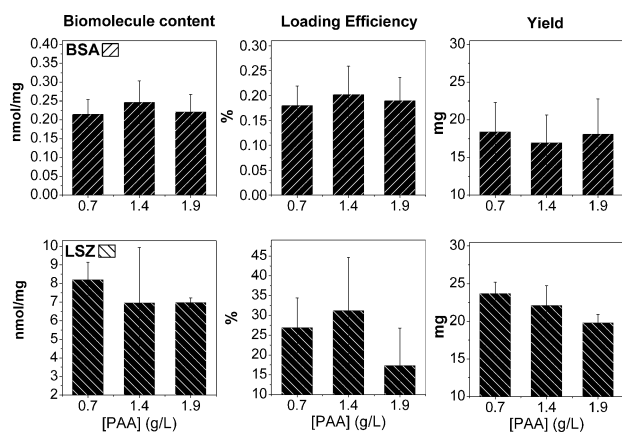 Biomolecule content
Loading Efficiency
Yield
BSA
nmol/mg
0.40
0.35
0.30
0.25
0.20
0.15
0.10
0.05
0.00
0.7 1.4 1.9
%
0.30
0.25
0.20
0.15
0.10
0.05
0.00
0.7 1.4 1.9
mg
30
25
20
15
10
0.7 1.4 1.9
LSZ
nmol/mg
10
9
8
7
6
5
4
3
2
0.7 1.4 1.9
[PAA] (g/L)
%
45
40
35
30
25
20
15
10
0.7 1.4 1.9
[PAA] (g/L)
mg
30
25
20
15
10
0.7 1.4 1.9
[PAA] (g/L)